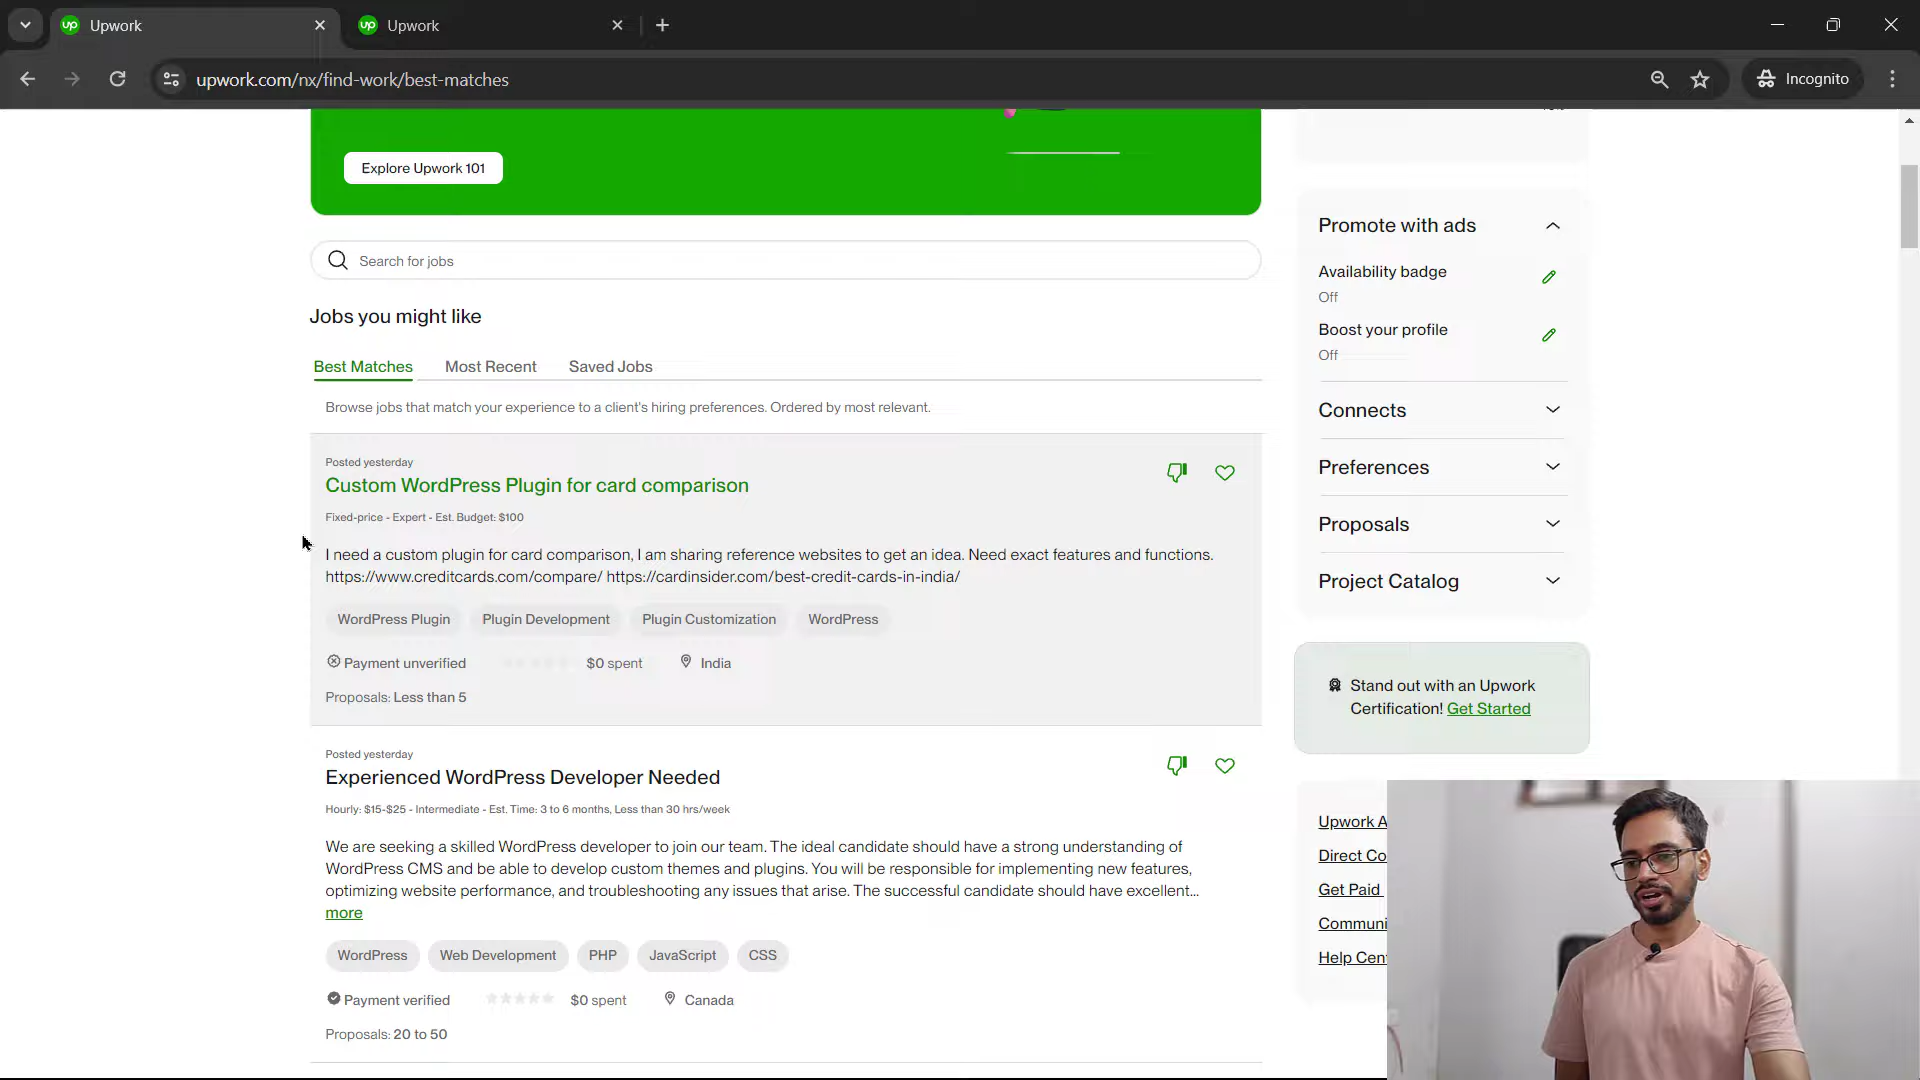 Upwork
Upwork
upwork.com/nx/find-work/best-matches
Incognito
Explore Upwork 101
Search for jobs
Jobs you might like
Best Matches
Most Recent
Saved Jobs
Browse jobs that match your experience to a client's hiring preferences. Ordered by most relevant.
Posted yesterday
Custom WordPress Plugin for card comparison
Fixed-price - Expert - Est. Budget: $100
I need a custom plugin for card comparison, I am sharing reference websites to get an idea. Need exact features and functions.
https://www.creditcards.com/compare/ https://cardinsider.com/best-credit-cards-in-india/
WordPress Plugin
Plugin Development
Plugin Customization
WordPress
Payment unverified
$0 spent
India
Proposals: Less than 5
Posted yesterday
Experienced WordPress Developer Needed
Hourly: $15-$25 - Intermediate - Est. Time: 3 to 6 months, Less than 30 hrs/week
We are seeking a skilled WordPress developer to join our team. The ideal candidate should have a strong understanding of
WordPress CMS and be able to develop custom themes and plugins. You will be responsible for implementing new features,
optimizing website performance, and troubleshooting any issues that arise. The successful candidate should have excellent...
more
WordPress
Web Development
PHP
JavaScript
CSS
Payment verified
$0 spent
Canada
Proposals: 20 to 50
Promote with ads
Availability badge
Off
Boost your profile
Off
Connects
Preferences
Proposals
Project Catalog
Stand out with an Upwork
Certification! Get Started
Upwork A
Direct Co
Get Paid
Communi
Help Cen